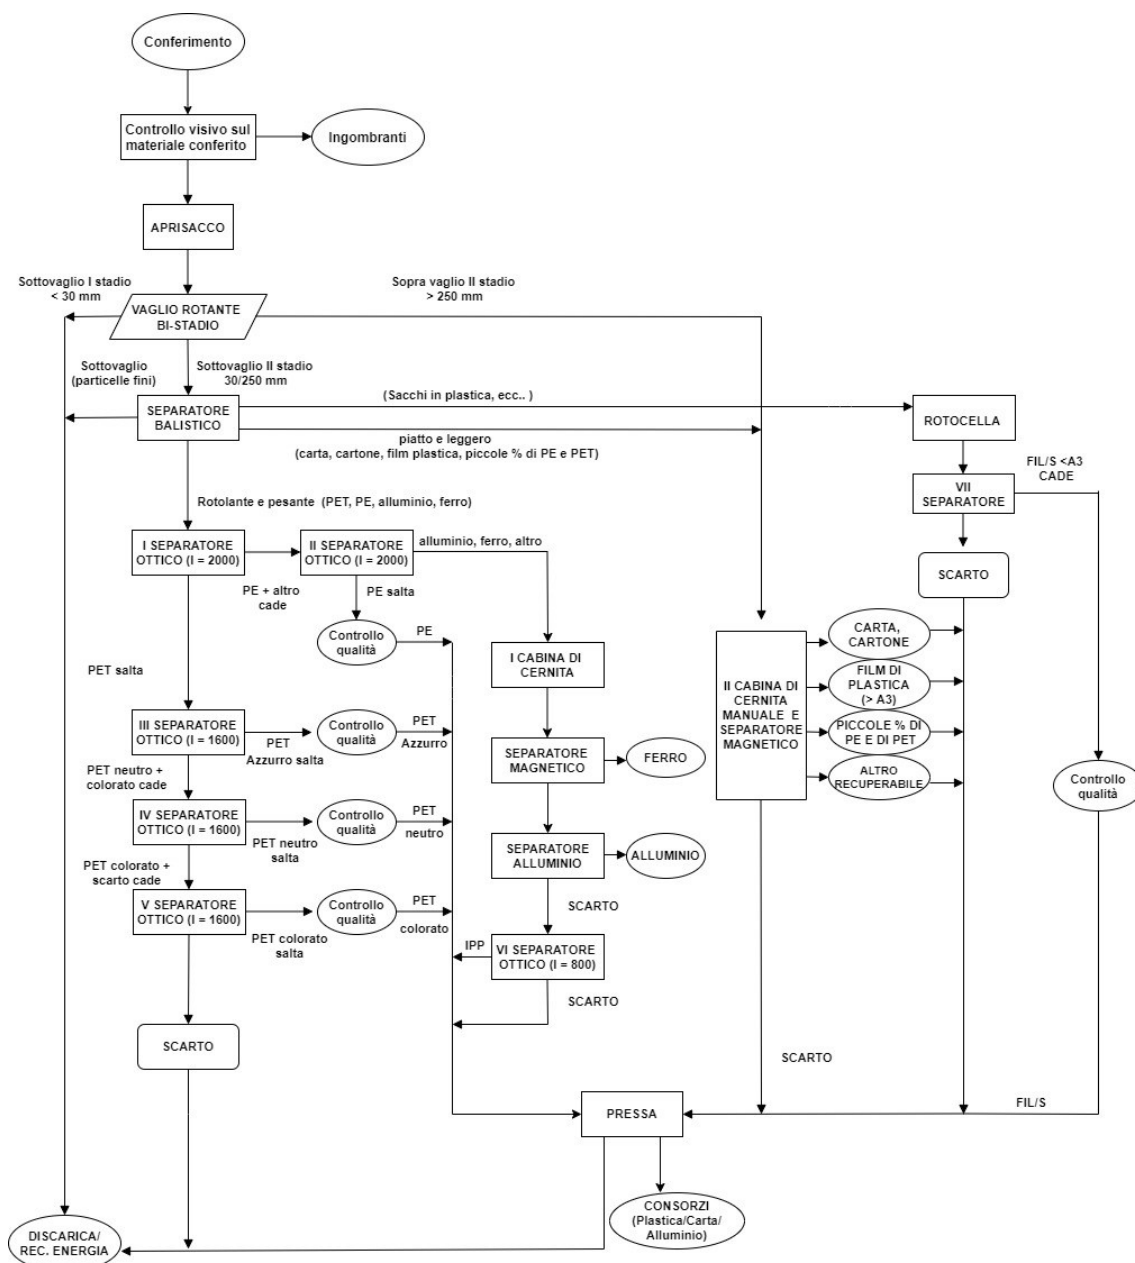 Conferimento
Controllo visivo sul
materiale conferito
Ingombranti
APRISACCO
Sottovaglio I stadio
< 30 mm
Sopra vaglio II stadio
> 250 mm
VAGLIO ROTANTE
BI-STADIO
Sottovaglio
(particelle fini)
Sottovaglio II stadio
30/250 mm
(Sacchi in plastica, ecc.. )
SEPARATORE
BALISTICO
ROTOCELLA
piatto e leggero
(carta, cartone, film plastica, piccole % di PE e PET)
FIL/S <A3
CADE
VII
SEPARATORE
Rotolante e pesante (PET, PE, alluminio, ferro)
I SEPARATORE
OTTICO (I = 2000)
II SEPARATORE
OTTICO (I = 2000)
alluminio, ferro, altro
SCARTO
PE + altro
cade
PE salta
Controllo
qualità
PE
I CABINA DI
CERNITA
CARTA,
CARTONE
PET salta
II CABINA DI
CERNITA
MANUALE E
SEPARATORE
MAGNETICO
FILM DI
PLASTICA
(> A3)
III SEPARATORE
OTTICO (I = 1600)
PET
Azzurro salta
Controllo
qualità
PET
Azzurro
PICCOLE % DI
PE E DI PET
SEPARATORE
MAGNETICO
FERRO
PET neutro +
colorato cade
ALTRO
RECUPERABILE
Controllo
qualità
IV SEPARATORE
OTTICO (I = 1600)
PET neutro
salta
Controllo
qualità
PET
neutro
SEPARATORE
ALLUMINIO
ALLUMINIO
PET colorato +
scarto cade
V SEPARATORE
OTTICO (I = 1600)
PET colorato
salta
Controllo
qualità
PET
colorato
SCARTO
IPP
VI SEPARATORE
OTTICO (I = 800)
SCARTO
SCARTO
SCARTO
PRESSA
FIL/S
CONSORZI
(Plastica/Carta/
Alluminio)
DISCARICA/
REC. ENERGIA